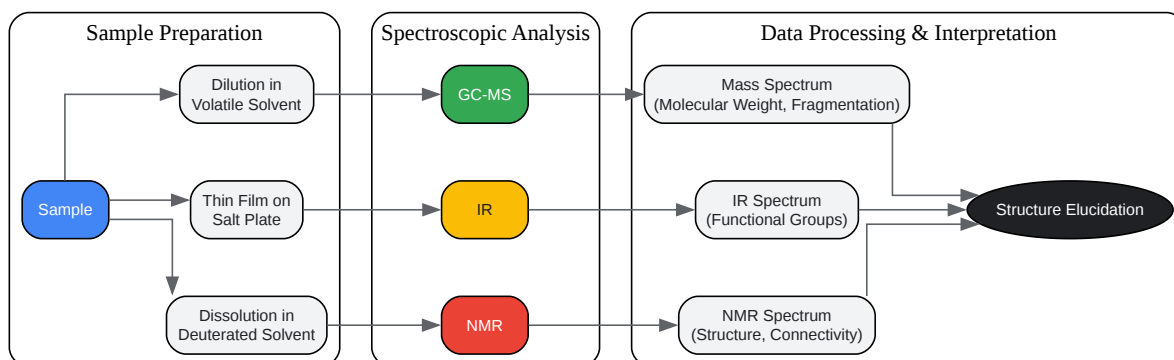 Sample Preparation
Spectroscopic Analysis
Data Processing & Interpretation
Dilution in
Volatile Solvent
GC-MS
Mass Spectrum
(Molecular Weight, Fragmentation)
Sample
Thin Film on
Salt Plate
IR
IR Spectrum
(Functional Groups)
Structure Elucidation
Dissolution in
Deuterated Solvent
NMR
NMR Spectrum
(Structure, Connectivity)